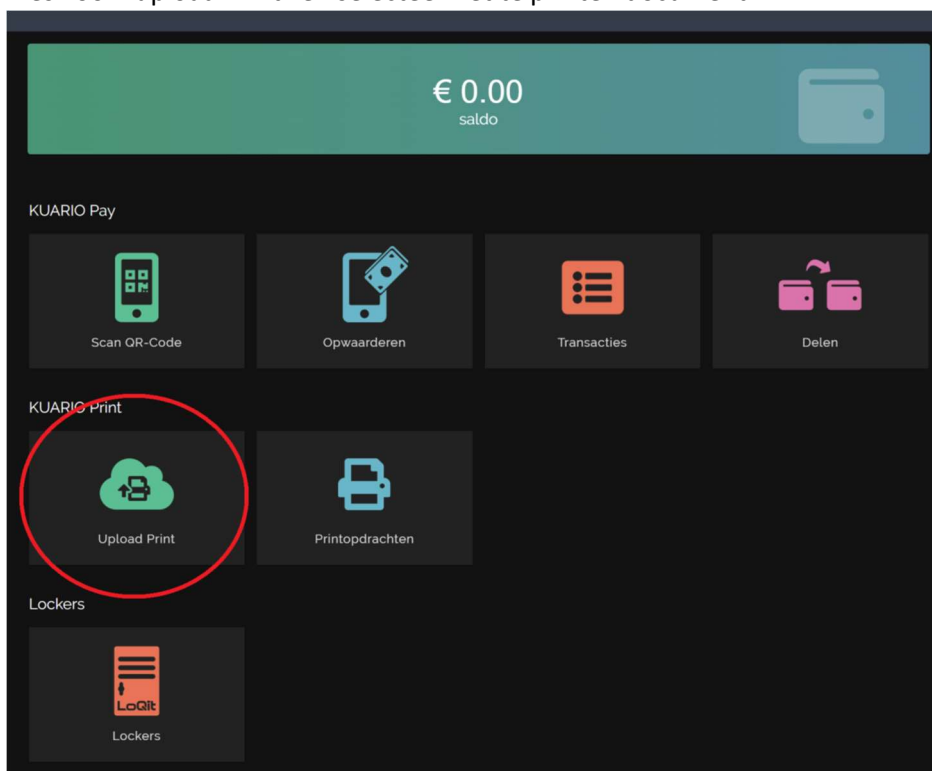 € 0.00
saldo
KUARIO Pay
Scan QR-Code
Opwaarderen
Transacties
Delen
KUARIO Print
Upload Print
Printopdrachten
Lockers
LoQit
Lockers